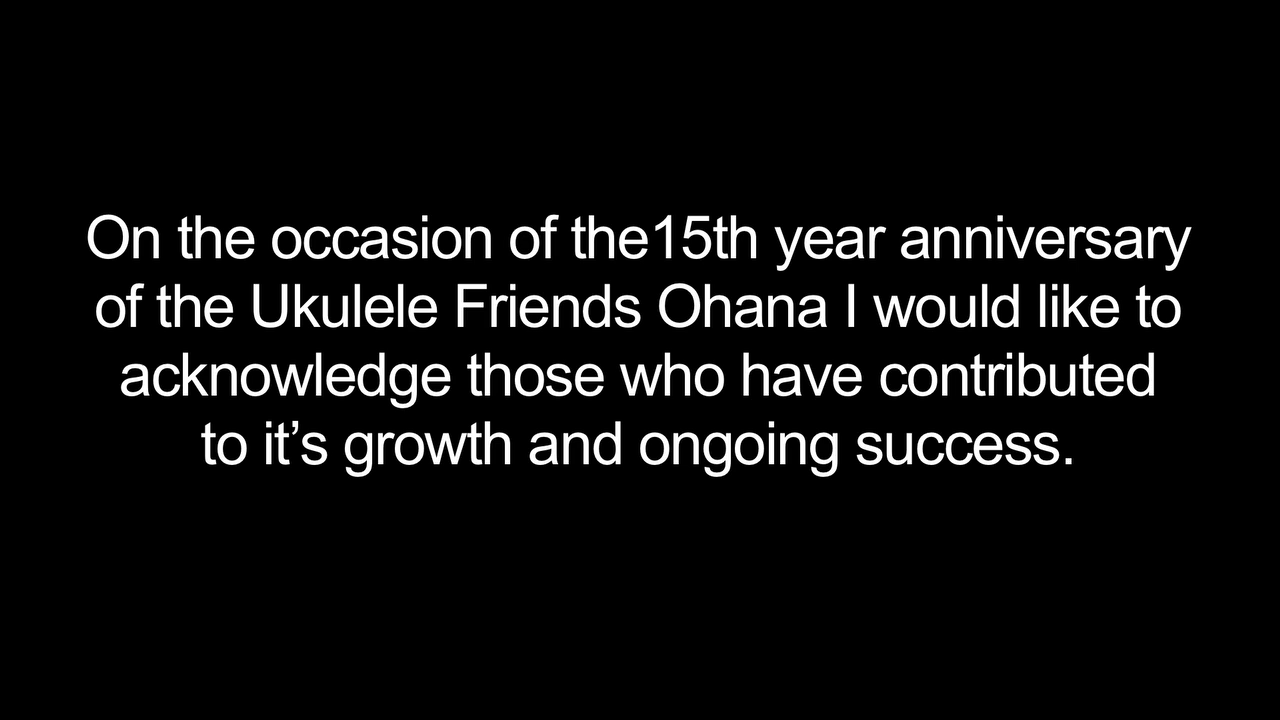 On the occasion of the15th year anniversary
of the Ukulele Friends Ohana I would like to
acknowledge those who have contributed
to it’s growth and ongoing success.